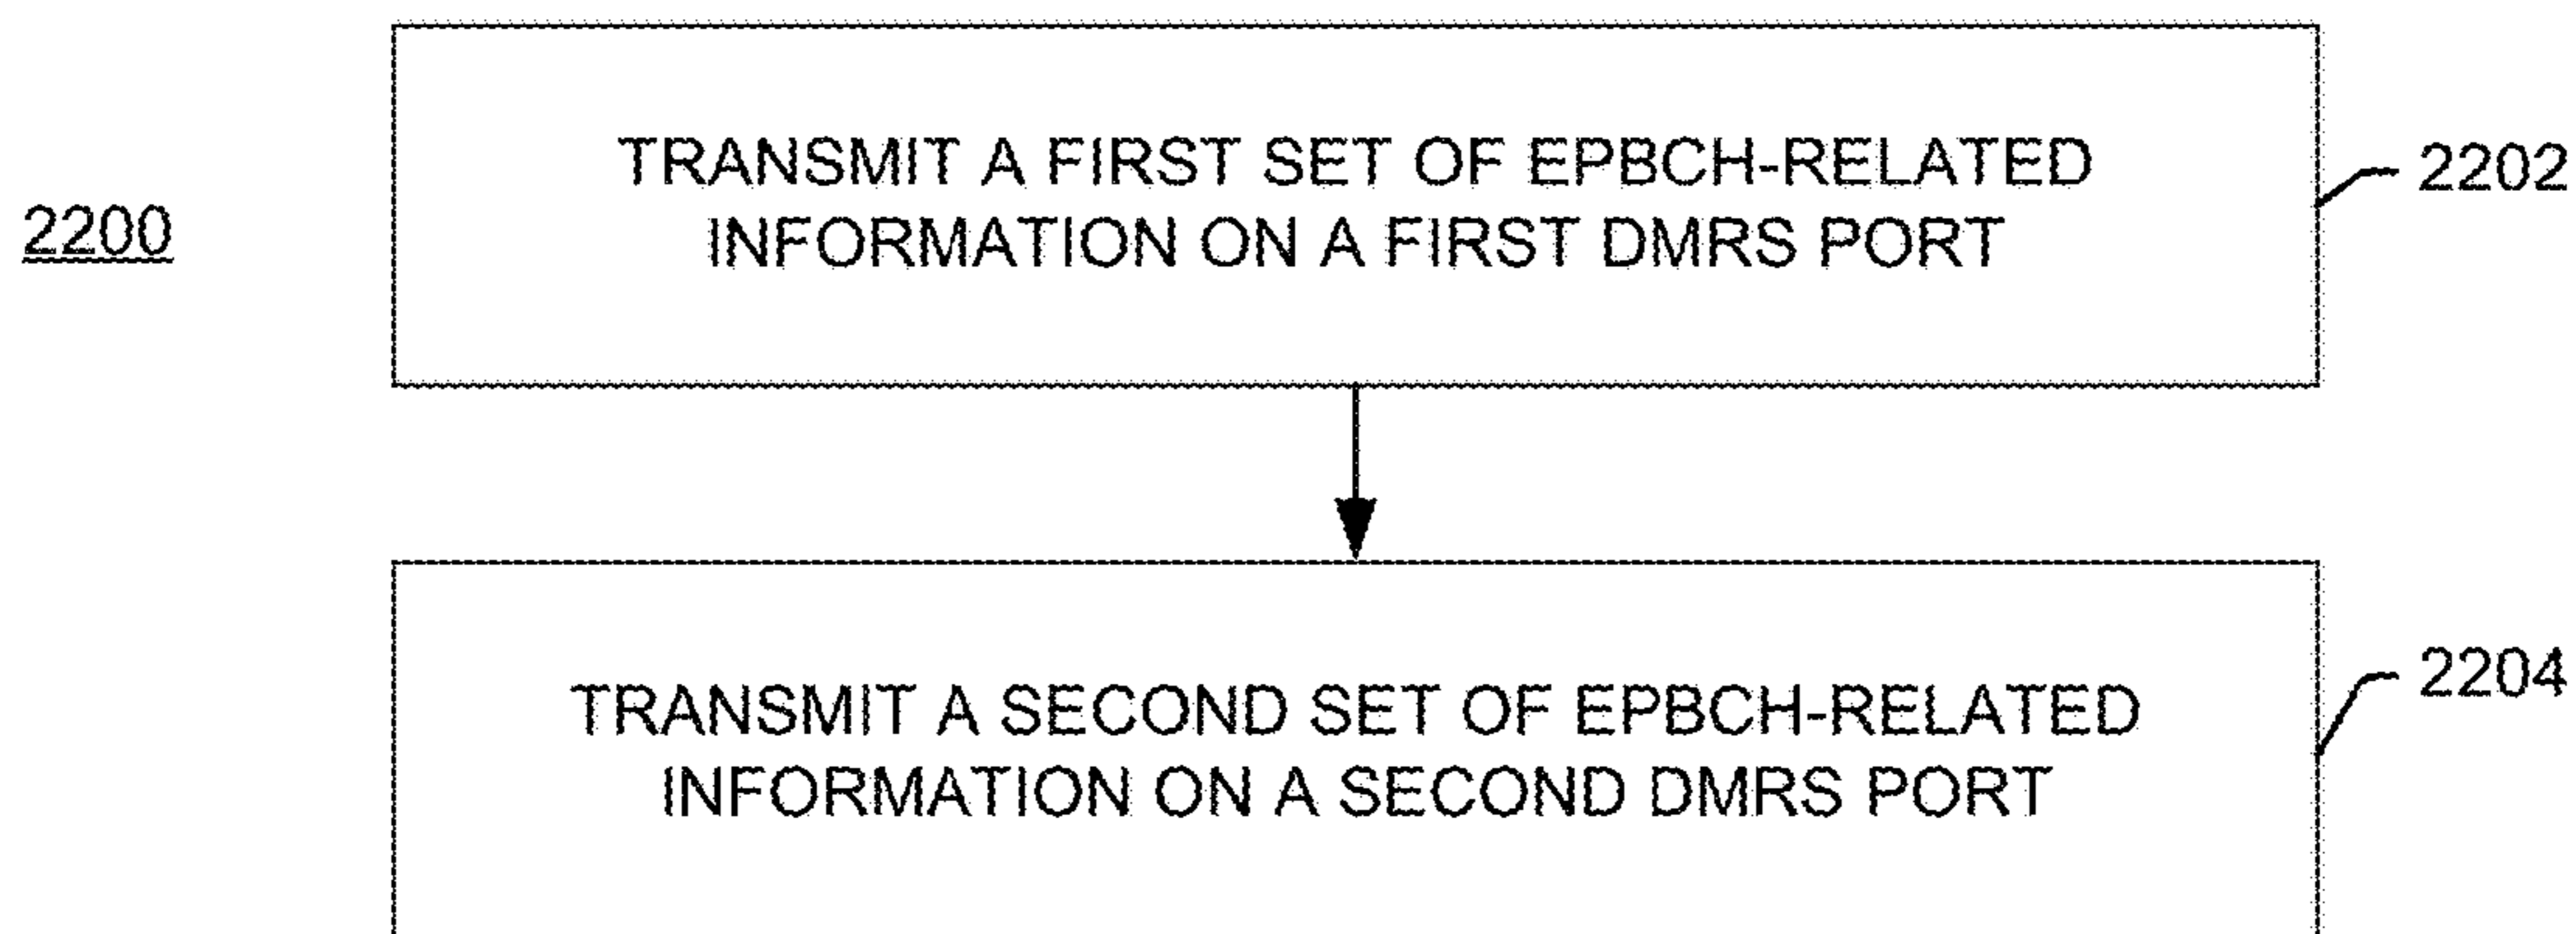 TRANSMIT A FIRST SET OF EPBCH-RELATED
2202
2200
INFORMATION ON A FIRST DMRS PORT
TRANSMIT A SECOND SET OF EPBCH-RELATED
2204
INFORMATION ON A SECOND DMRS PORT